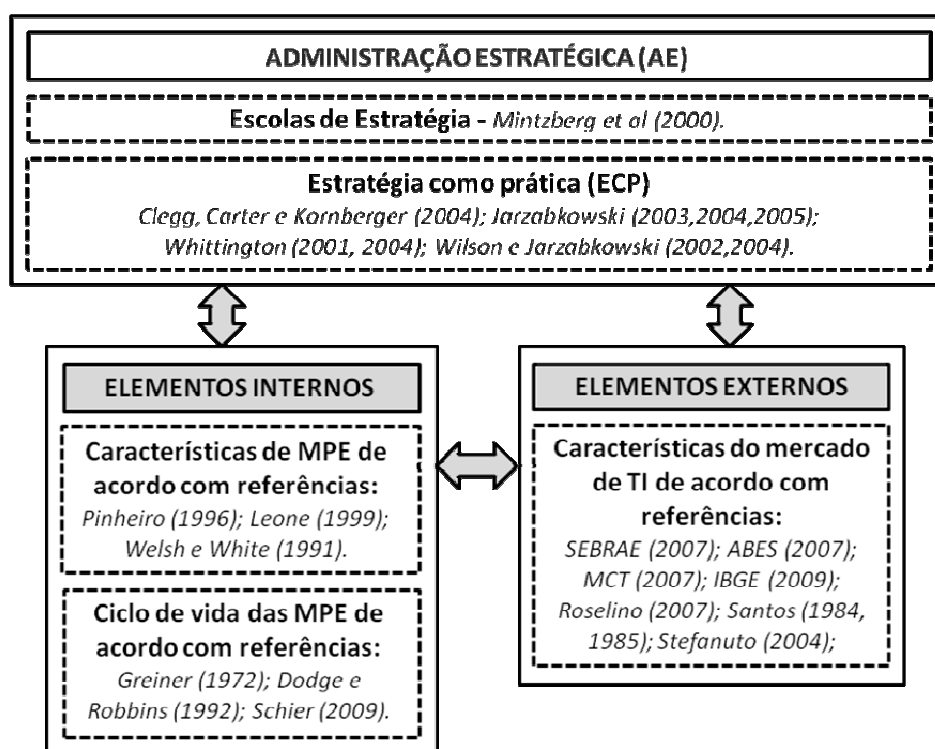 ADMINISTRAÇÃO ESTRATÉGICA (AE)
Escolas de Estratégia - Mintzberg et al (2000).
Estratégia como prática (ECP)
Clegg, Carter e Kornberger (2004); Jarzabkowski (2003,2004,2005);
Whittington (2001, 2004); Wilson e Jarzabkowski (2002,2004).
ELEMENTOS INTERNOS
Características de MPE de
acordo com referências:
Pinheiro (1996); Leone (1999);
Welsh e White (1991).
Ciclo de vida das MPE de
acordo com referências:
Greiner (1972); Dodge e
Robbins (1992); Schier (2009).
ELEMENTOS EXTERNOS
Características do mercado
de TI de acordo com
referências:
SEBRAE (2007); ABES (2007);
MCT (2007); IBGE (2009);
Roselino (2007); Santos (1984,
1985); Stefanuto (2004);